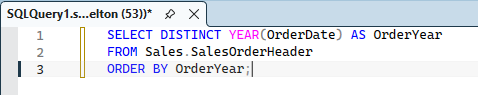 SQLQuery1.s...elton (53))*
1 SELECT DISTINCT YEAR(OrderDate) AS OrderYear
2 FROM Sales.SalesOrderHeader
3 ORDER BY OrderYear;